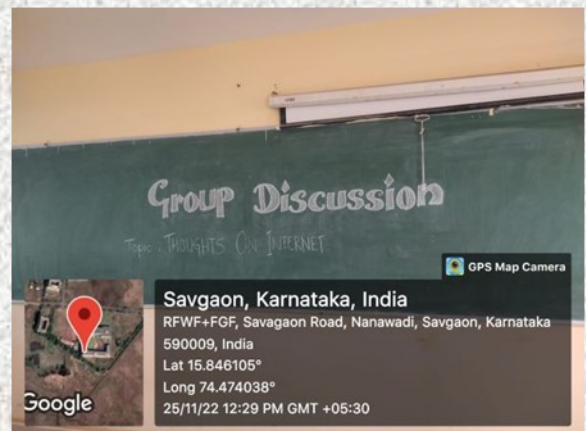 Group Discussion
Topic : THOUGHTS ON INTERNET
GPS Map Camera
Savgaon, Karnataka, India
RFWF+FGF, Savagaon Road, Nanawadi, Savgaon, Karnataka
590009, India
Lat 15.846105°
Long 74.474038°
25/11/22 12:29 PM GMT +05:30
Google